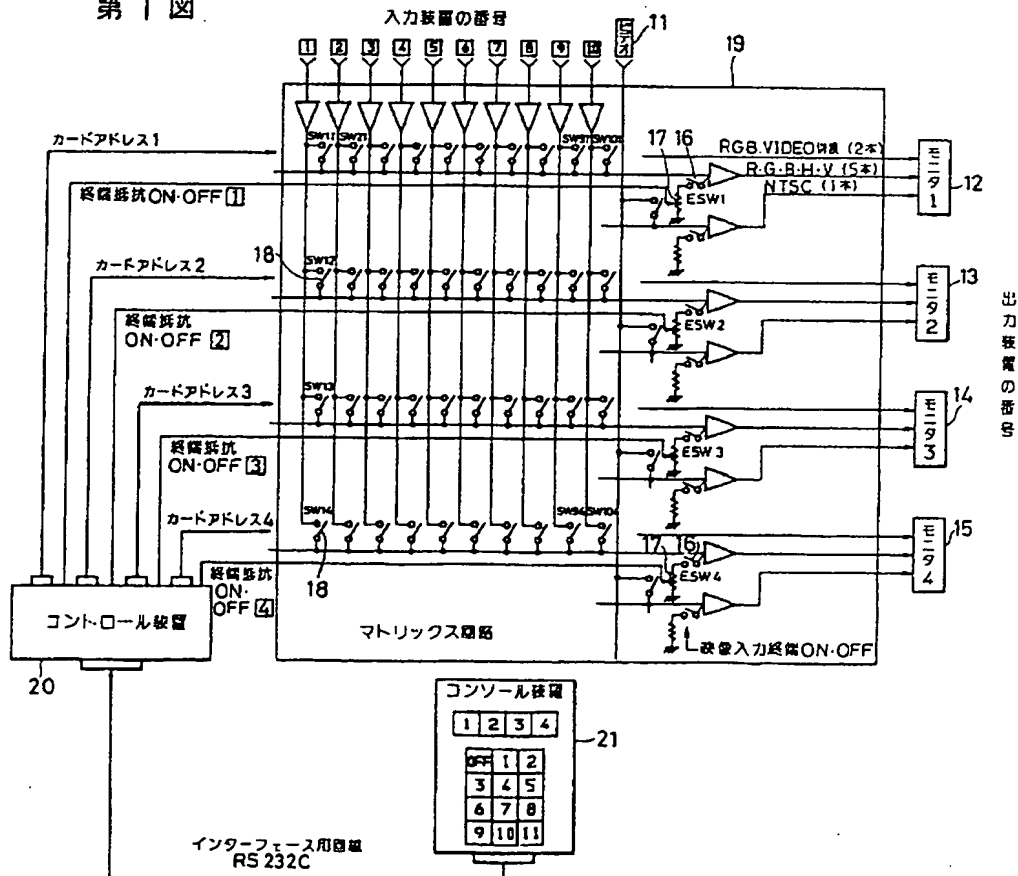 第1図
入力装置の番号
1 2 3 4 5 6 7 8 9 10
ビデオ
11
19
カードアドレス1
SW11 SW21 SW91 SW101
17 16
RGB.VIDEO切換(2本)
R·G·B·H·V(5本)
NTSC(1本)
ESW1
モニタ1
12
終端抵抗ON·OFF 1
カードアドレス2
18
SW12
ESW2
モニタ2
13
終端抵抗
ON·OFF 2
出力装置の番号
カードアドレス3
SW13
ESW3
モニタ3
14
終端抵抗
ON·OFF 3
カードアドレス4
SW14 SW94 SW104
18
17 16
ESW4
モニタ4
15
終端抵抗
ON·
OFF 4
コントロール装置
20
マトリックス回路
映像入力終端ON·OFF
コンソール装置
1 2 3 4
21
OFF 1 2
3 4 5
6 7 8
9 10 11
インターフェース用回線
RS232C